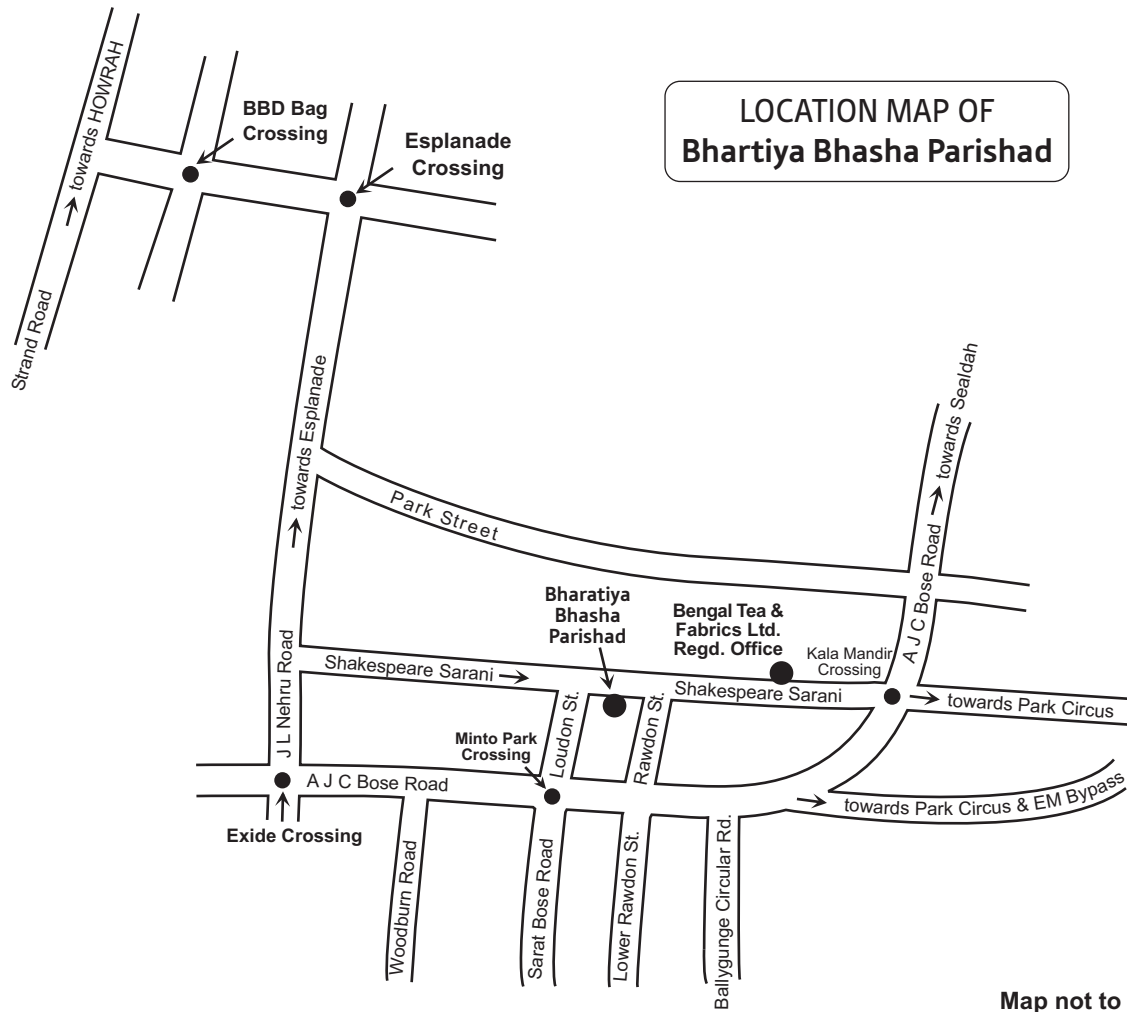 LOCATION MAP OF
Bhartiya Bhasha Parishad
towards HOWRAH
Strand Road
BBD Bag
Crossing
Esplanade
Crossing
towards Esplanade
J L Nehru Road
Park Street
towards Sealdah
A J C Bose Road
Bharatiya
Bhasha
Parishad
Bengal Tea &
Fabrics Ltd.
Regd. Office
Kala Mandir
Crossing
Shakespeare Sarani
Shakespeare Sarani
towards Park Circus
Loudon St.
Rawdon St.
Minto Park
Crossing
A J C Bose Road
towards Park Circus & EM Bypass
Exide Crossing
Woodburn Road
Sarat Bose Road
Lower Rawdon St.
Ballygunge Circular Rd.
Map not to